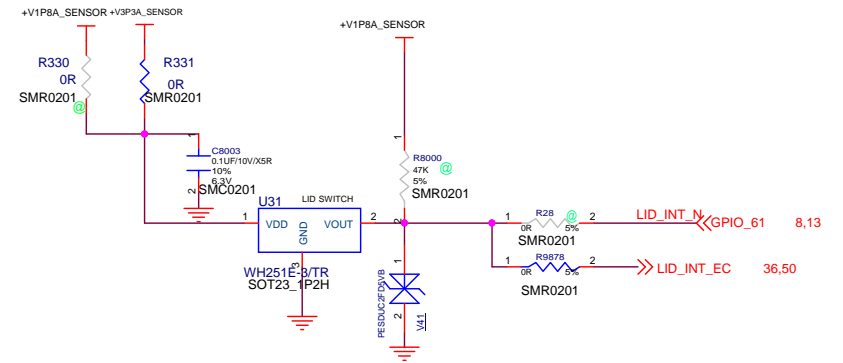 +V1P8A_SENSOR +V3P3A_SENSOR
+V1P8A_SENSOR
R330
0R
SMR0201
@
R331
0R
SMR0201
1
C8003
0.1UF/10V/X5R
10%
6.3V
2
SMC0201
1
R8000
47K
5%
@
SMR0201
2
U31
LID SWITCH
1
VDD
GND
VOUT
2
3
WH251E-3/TR
SOT23_1P2H
1
PESDUC2FD5VB
2
V41
1
R28
@
2
0R
5%
SMR0201
LID_INT_N
GPIO_61
8,13
1
R9878
2
0R
5%
SMR0201
LID_INT_EC
36,50